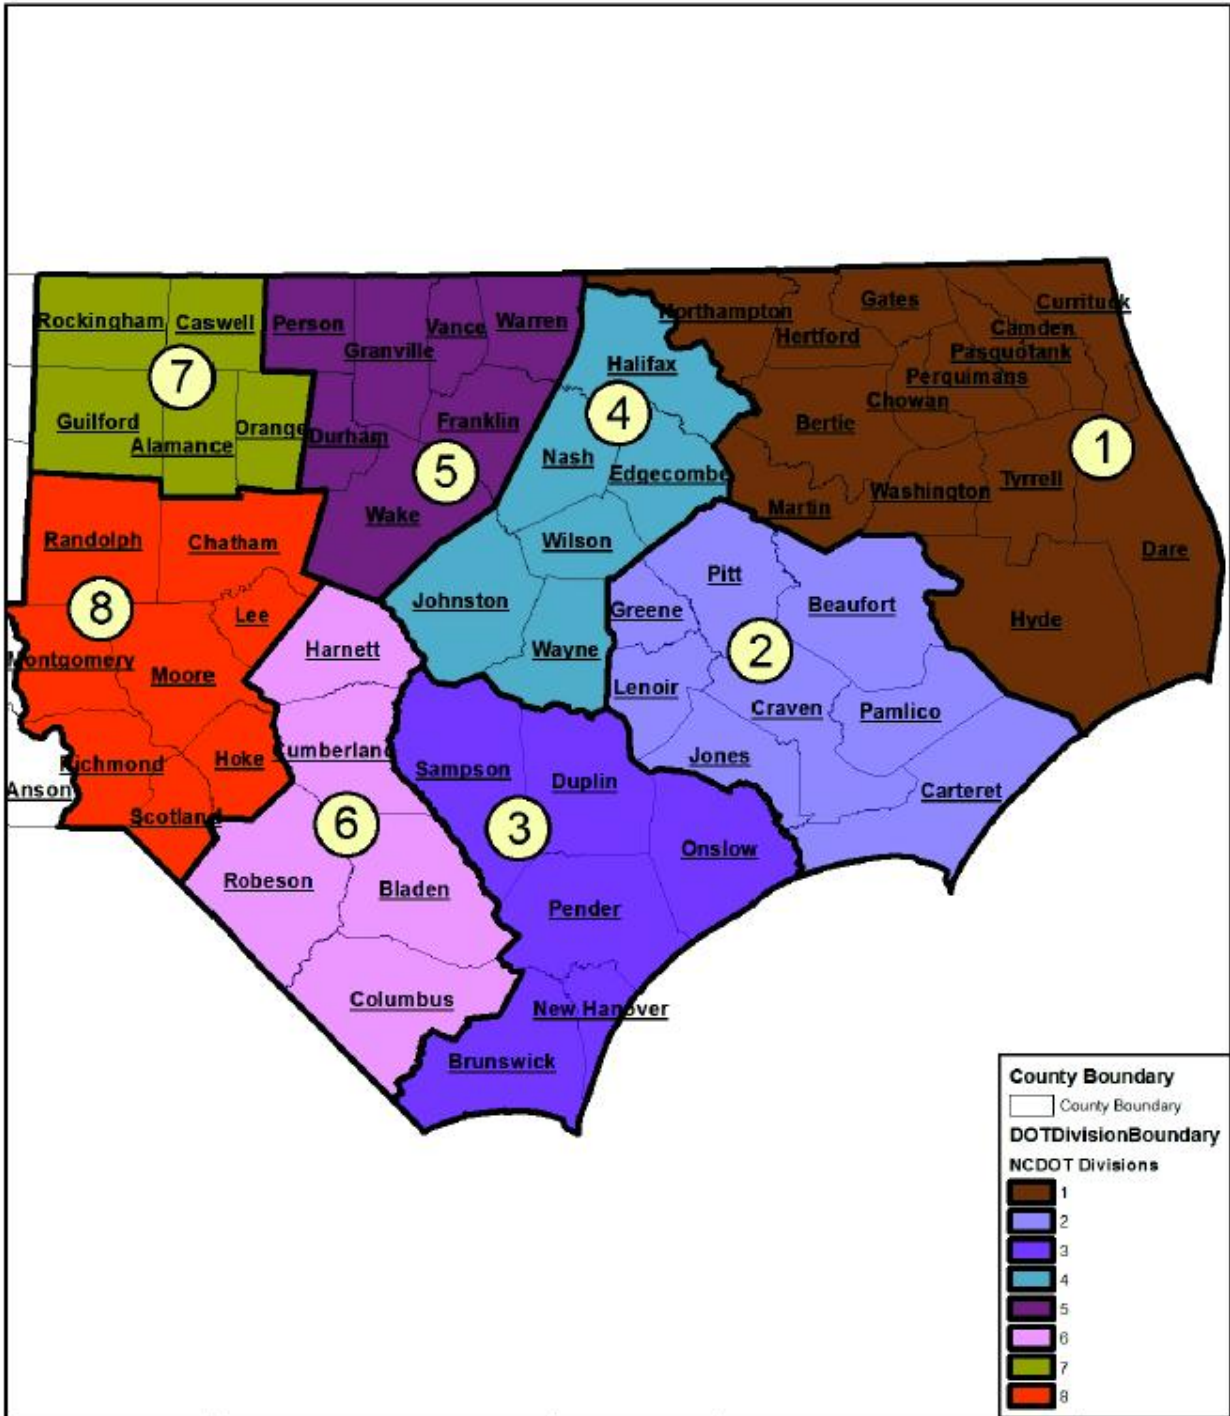 Rockingham
Caswell
Person
Granville
Vance
Warren
Northampton
Gates
Hertford
Currituck
Camden
Pasquotank
Perquimans
Chowan
7
Guilford
Alamance
Orange
Durham
Franklin
5
Wake
Halifax
4
Nash
Edgecombe
Bertie
1
Martin
Washington
Tyrrell
Dare
Hyde
Randolph
Chatham
8
Lee
Montgomery
Moore
Wilson
Johnston
Wayne
Pitt
Greene
Beaufort
2
Lenoir
Craven
Pamlico
Jones
Carteret
Harnett
Cumberland
Richmond
Hoke
Anson
Scotland
6
Sampson
Duplin
3
Onslow
Robeson
Bladen
Pender
Columbus
New Hanover
Brunswick
County Boundary
County Boundary
DOTDivisionBoundary
NCDOT Divisions
1
2
3
4
5
6
7
8